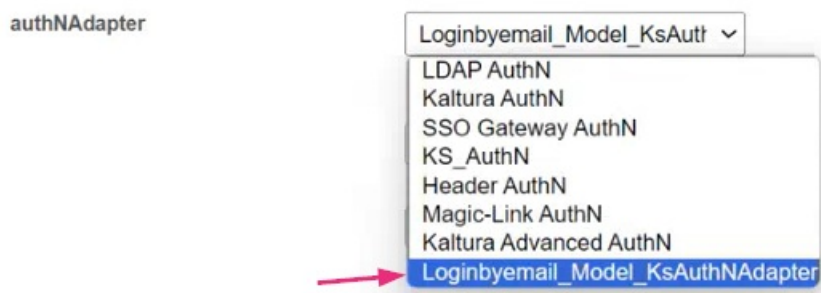 authNAdapter
Loginbyemail_Model_KsAuth
LDAP AuthN
Kaltura AuthN
SSO Gateway AuthN
KS_AuthN
Header AuthN
Magic-Link AuthN
Kaltura Advanced AuthN
Loginbyemail_Model_KsAuthNAdapter